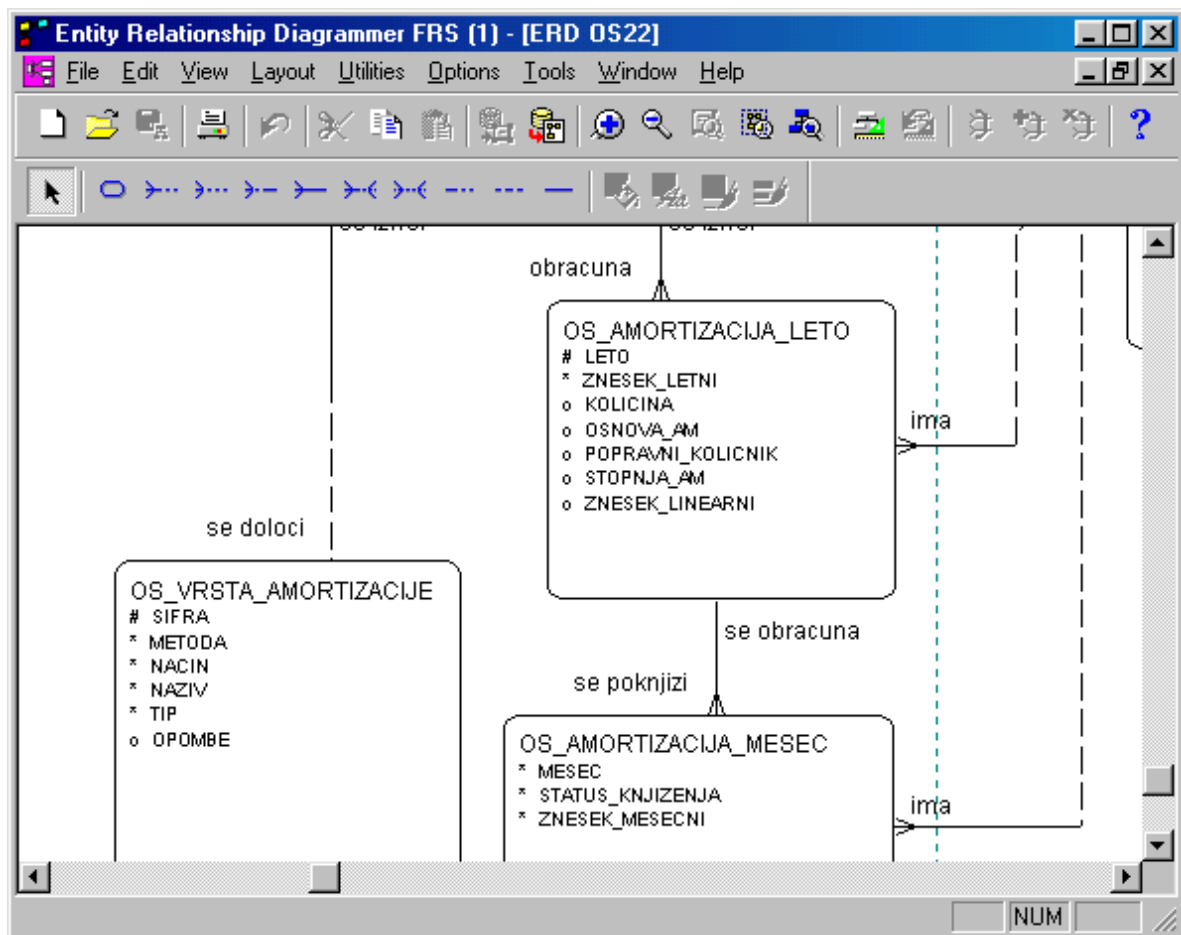 Entity Relationship Diagrammer FRS (1) - [ERD OS22]
File Edit View Layout Utilities Options Tools Window Help
obracuna
OS_AMORTIZACIJA_LETO
# LETO
* ZNESEK_LETNI
o KOLICINA
o OSNOVA_AM
o POPRAVNI_KOLICNIK
o STOPNJA_AM
o ZNESEK_LINEARNI
ima
se doloci
OS_VRSTA_AMORTIZACIJE
# SIFRA
* METODA
* NACIN
* NAZIV
* TIP
o OPOMBE
se obracuna
se poknjizi
OS_AMORTIZACIJA_MESEC
* MESEC
* STATUS_KNJIZENJA
* ZNESEK_MESECNI
ima
NUM